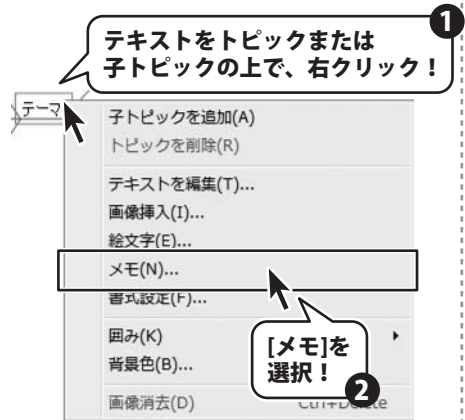 1
テキストをトピックまたは
子トピックの上で、右クリック！
テーマ
子トピックを追加(A)
トピックを削除(R)
テキストを編集(T)...
画像挿入(I)...
絵文字(E)...
メモ(N)...
書式設定(F)...
囲み(K)
背景色(B)...
[メモ]を
選択！
2
画像消去(D) Ctrl+Delete